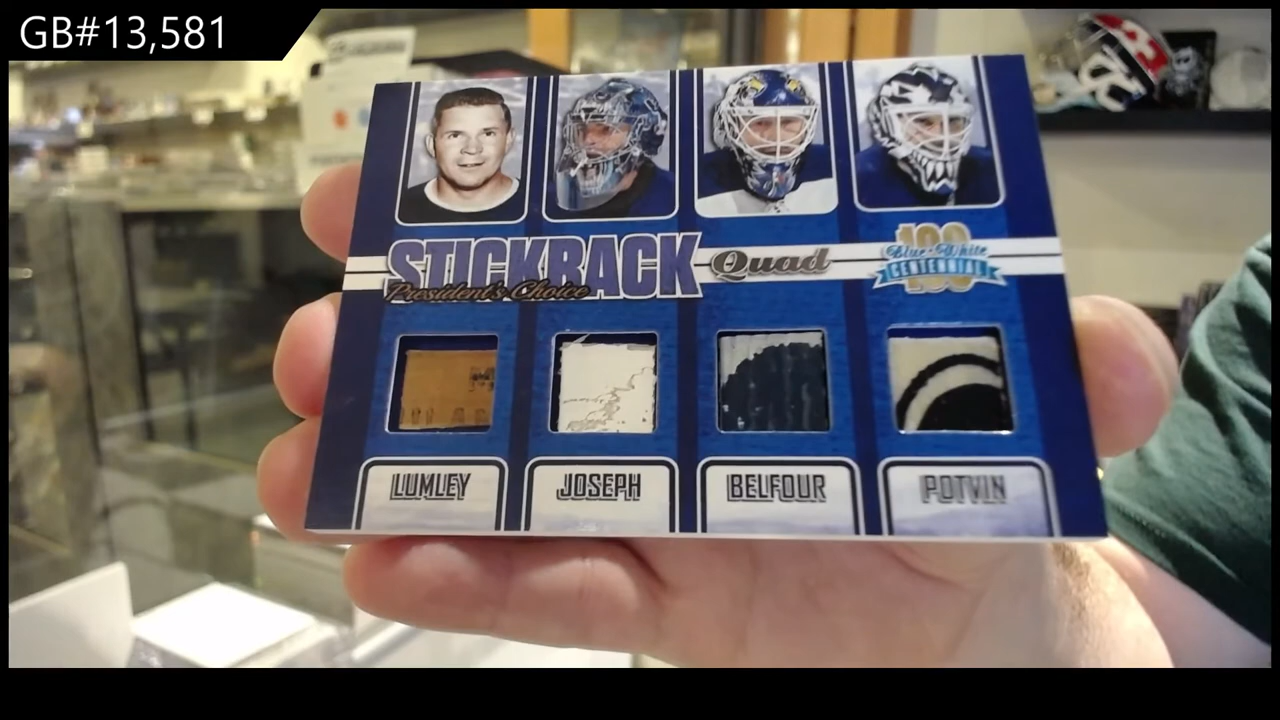 GB#13,581
STICKRACK Quad
President's Choice
100
Blue & White
CENTENNIAL
LUMLEY JOSEPH BELFOUR POTVIN